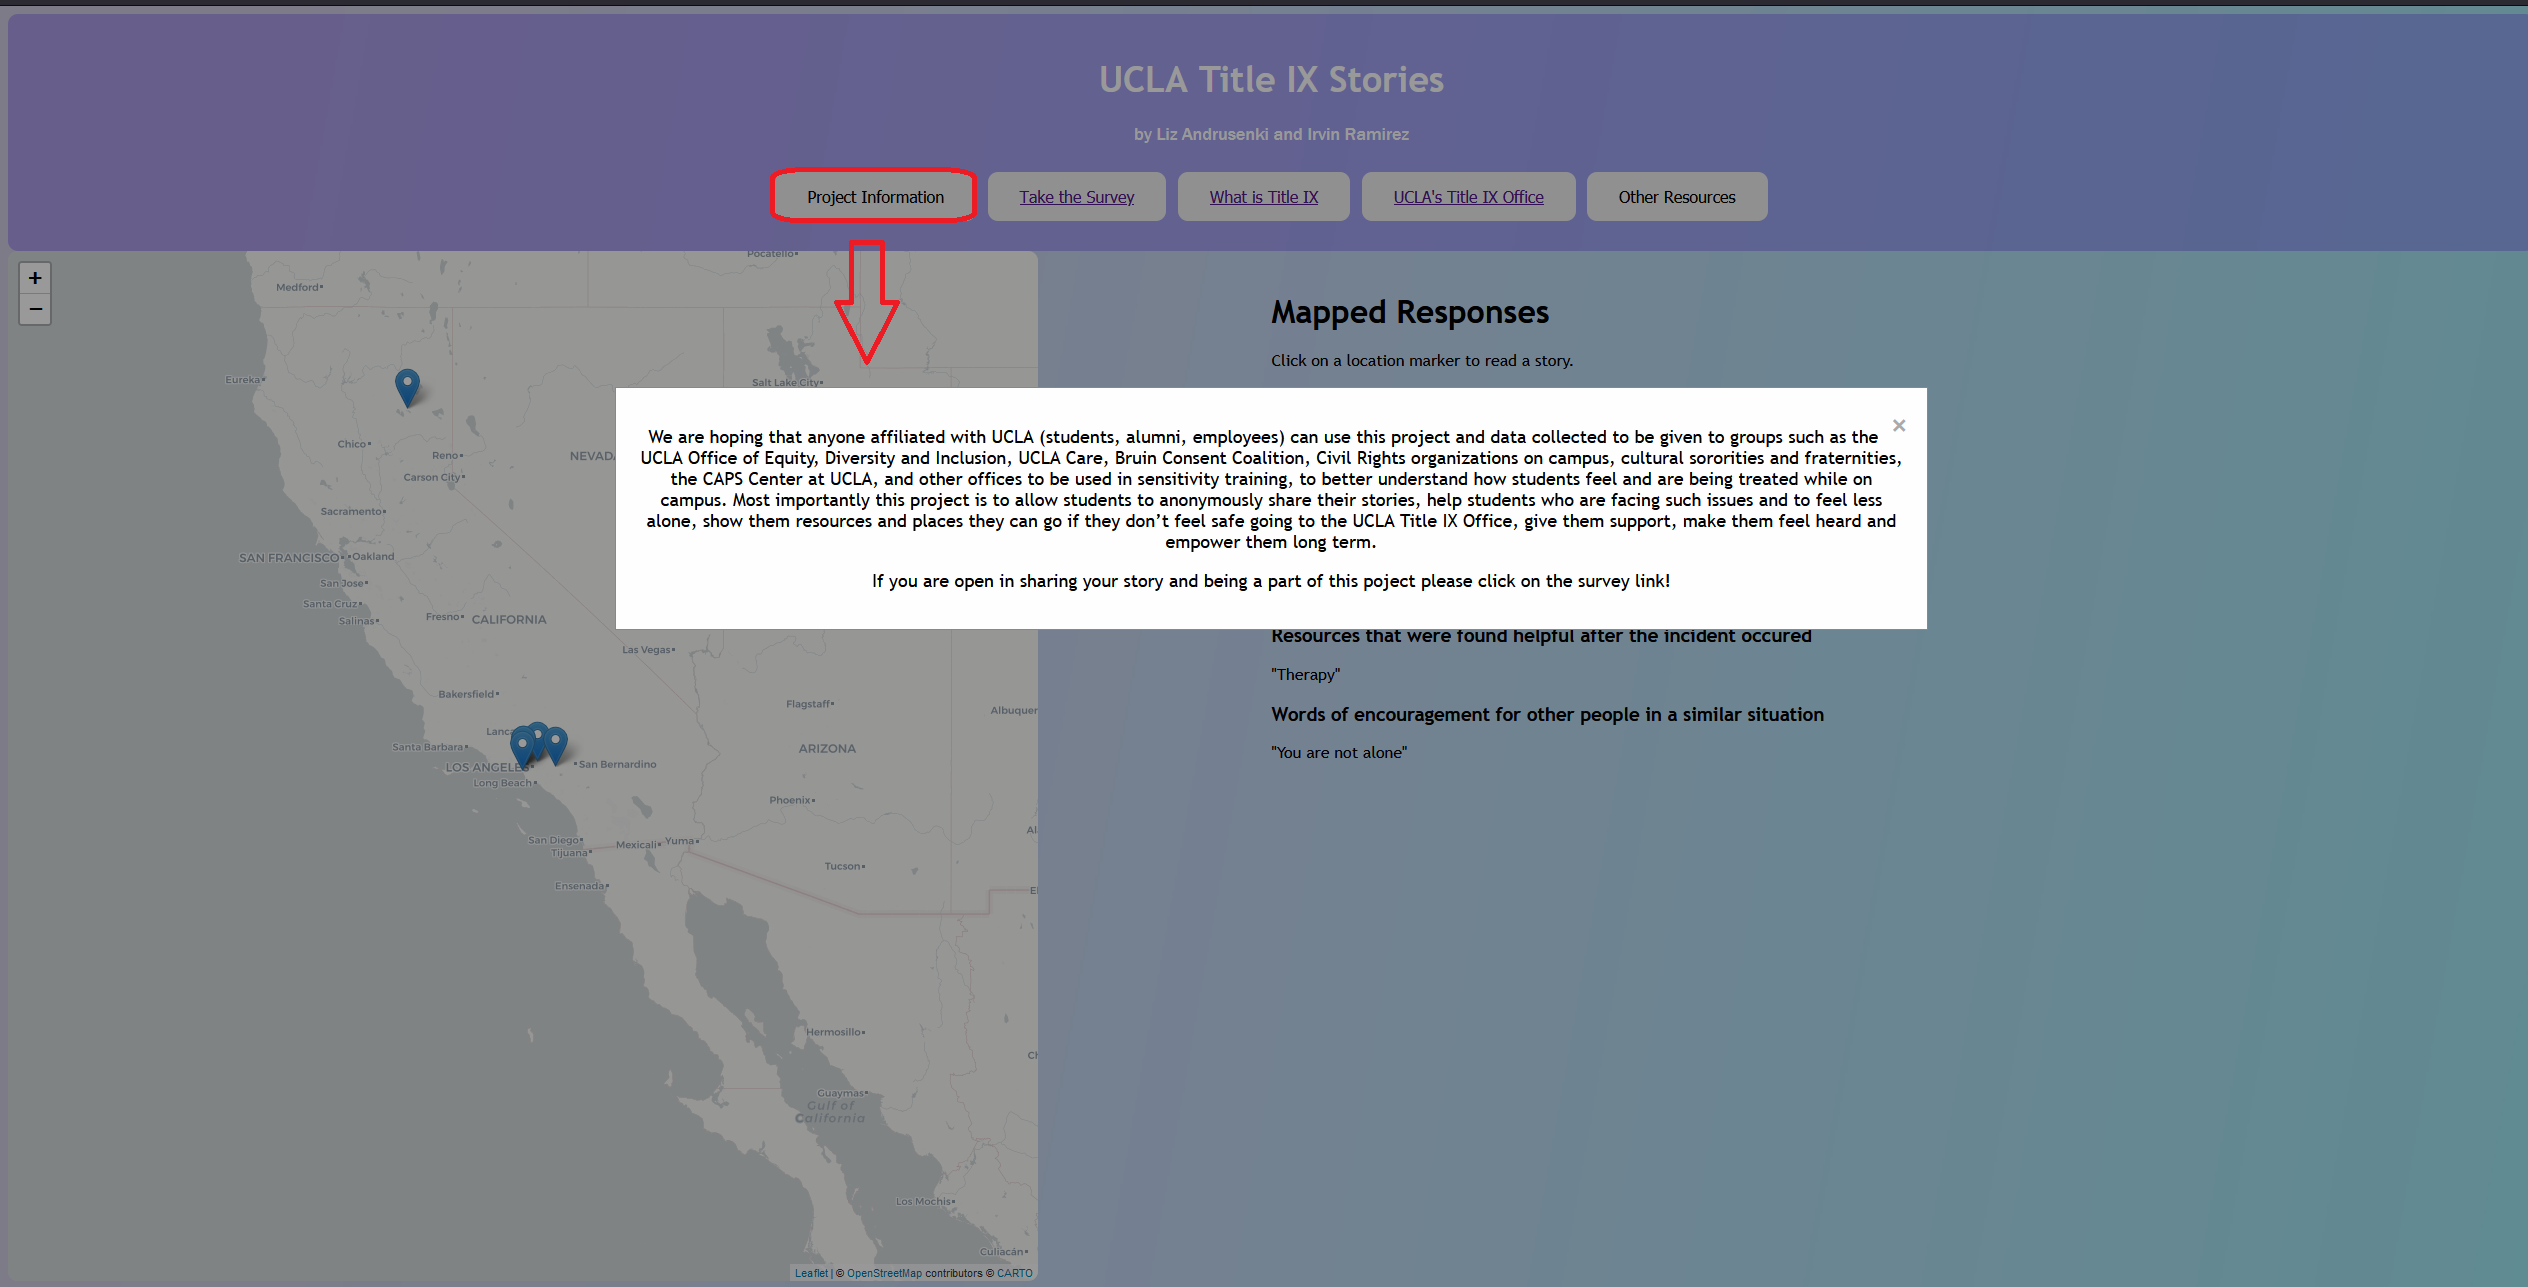 UCLA Title IX Stories
by Liz Andrusenki and Irvin Ramirez
Project Information
Take the Survey
What is Title IX
UCLA's Title IX Office
Other Resources
+
−
Pocatello
Medford
Eureka
Salt Lake City
Chico
Reno
NEVADA
Carson City
Sacramento
SAN FRANCISCO
Oakland
San Jose
Santa Cruz
Salinas
Fresno
CALIFORNIA
Las Vegas
Bakersfield
Flagstaff
Albuquer
Lanca
Santa Barbara
ARIZONA
LOS ANGELES
San Bernardino
Long Beach
Phoenix
San Diego
Tijuana
Mexicali
Yuma
Al
Tucson
Ensenada
El
Hermosillo
Ch
Guaymas
Gulf of
California
Los Mochis
Culiacán
Leaflet | © OpenStreetMap contributors © CARTO
Mapped Responses
Click on a location marker to read a story.
×
We are hoping that anyone affiliated with UCLA (students, alumni, employees) can use this project and data collected to be given to groups such as the
UCLA Office of Equity, Diversity and Inclusion, UCLA Care, Bruin Consent Coalition, Civil Rights organizations on campus, cultural sororities and fraternities,
the CAPS Center at UCLA, and other offices to be used in sensitivity training, to better understand how students feel and are being treated while on
campus. Most importantly this project is to allow students to anonymously share their stories, help students who are facing such issues and to feel less
alone, show them resources and places they can go if they don’t feel safe going to the UCLA Title IX Office, give them support, make them feel heard and
empower them long term.
If you are open in sharing your story and being a part of this poject please click on the survey link!
Resources that were found helpful after the incident occured
"Therapy"
Words of encouragement for other people in a similar situation
"You are not alone"